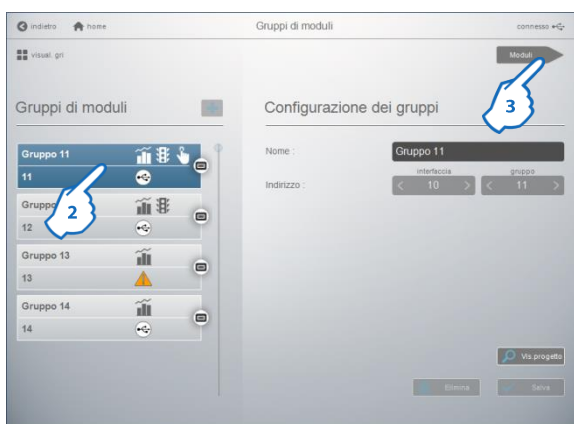 indietro home Gruppi di moduli connesso
visual. gri Moduli
Gruppi di moduli
Configurazione dei gruppi
3
Gruppo 11
11
2
12
Gruppo 13
13
Gruppo 14
14
Nome : Gruppo 11
interfaccia gruppo
Indirizzo : < 10 > < 11 >
Vis.progetto
Elimina Salva